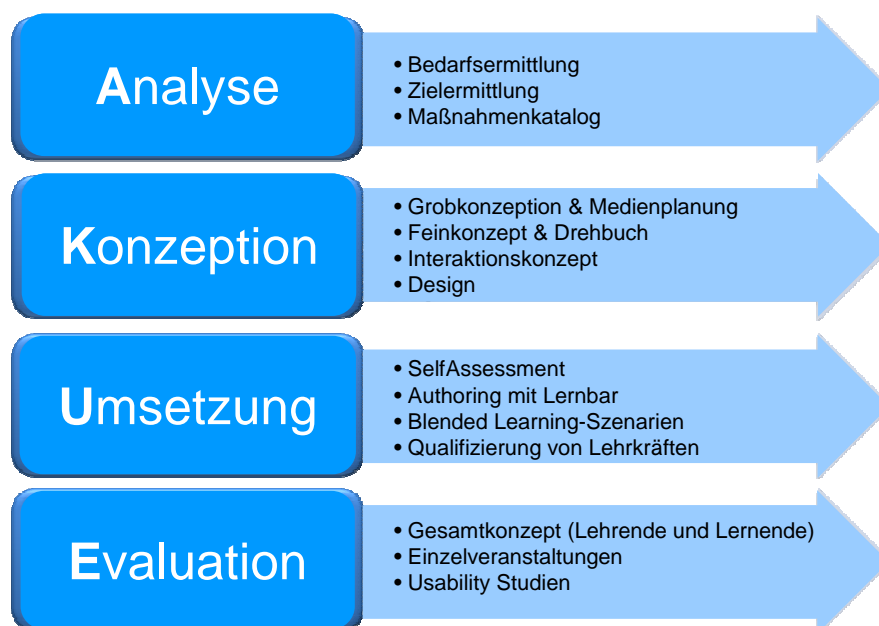 Analyse
• Bedarfsermittlung
• Zielermittlung
• Maßnahmenkatalog
Konzeption
• Grobkonzeption & Medienplanung
• Feinkonzept & Drehbuch
• Interaktionskonzept
• Design
Umsetzung
• SelfAssessment
• Authoring mit Lernbar
• Blended Learning-Szenarien
• Qualifizierung von Lehrkräften
Evaluation
• Gesamtkonzept (Lehrende und Lernende)
• Einzelveranstaltungen
• Usability Studien